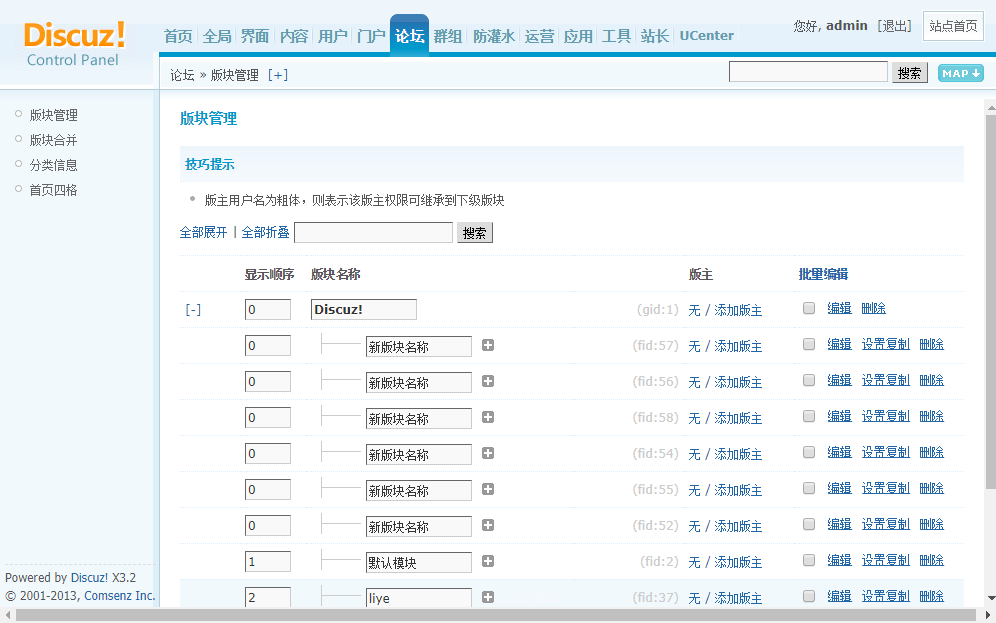 Discuz!
Control Panel
首页 全局 界面 内容 用户 门户 论坛 群组 防灌水 运营 应用 工具 站长 UCenter
您好, admin [退出] 站点首页
论坛 » 版块管理 [+] 搜索 MAP
版块管理
版块合并
分类信息
首页四格
版块管理
技巧提示
版主用户名为粗体，则表示该版主权限可继承到下级版块
全部展开 | 全部折叠 搜索
显示顺序 版块名称 版主 批量编辑
[-] 0 Discuz! (gid:1) 无 / 添加版主 编辑 删除
0 新版块名称 (fid:57) 无 / 添加版主 编辑 设置复制 删除
0 新版块名称 (fid:56) 无 / 添加版主 编辑 设置复制 删除
0 新版块名称 (fid:58) 无 / 添加版主 编辑 设置复制 删除
0 新版块名称 (fid:54) 无 / 添加版主 编辑 设置复制 删除
0 新版块名称 (fid:55) 无 / 添加版主 编辑 设置复制 删除
0 新版块名称 (fid:52) 无 / 添加版主 编辑 设置复制 删除
1 默认模块 (fid:2) 无 / 添加版主 编辑 设置复制 删除
2 liye (fid:37) 无 / 添加版主 编辑 设置复制 删除
Powered by Discuz! X3.2
© 2001-2013, Comsenz Inc.